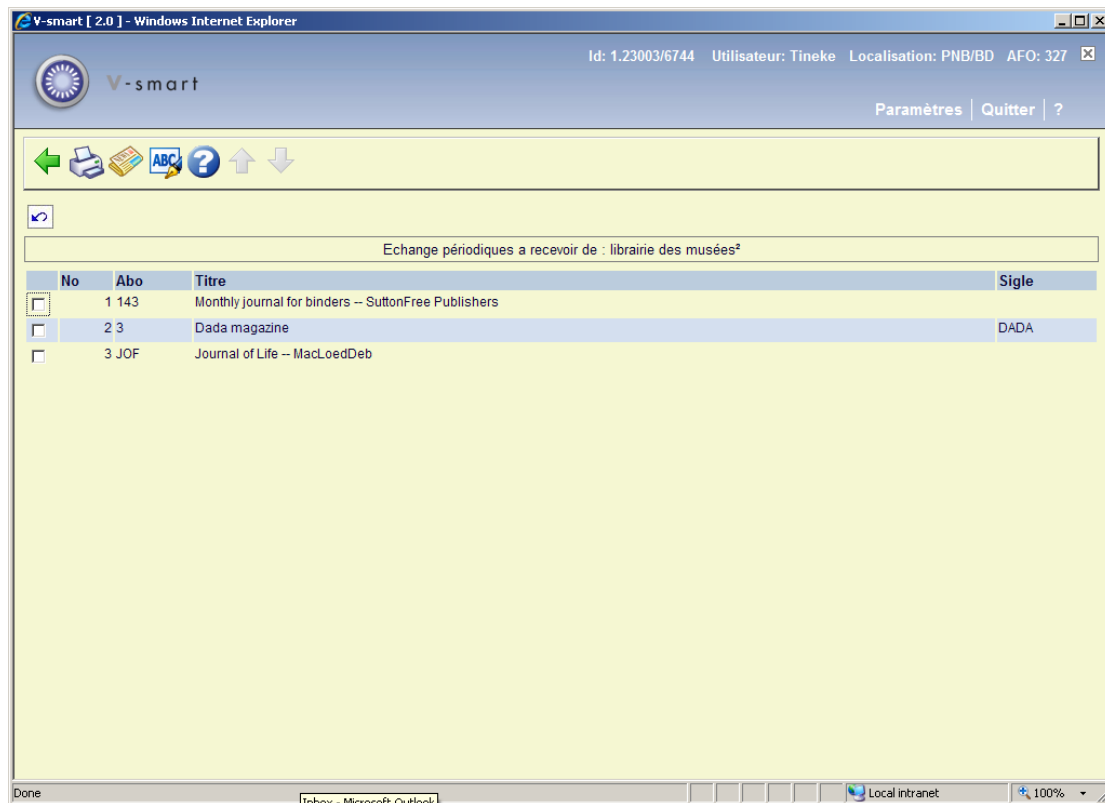 V-smart [ 2.0 ] - Windows Internet Explorer
Id: 1.23003/6744 Utilisateur: Tineke Localisation: PNB/BD AFO: 327
V-smart
Paramètres | Quitter | ?
ABC
Echange périodiques a recevoir de : librairie des musées²
No Abo Titre Sigle
1 143 Monthly journal for binders -- SuttonFree Publishers
2 3 Dada magazine DADA
3 JOF Journal of Life -- MacLoedDeb
Done Local intranet 100%
Inbox - Microsoft Outlook